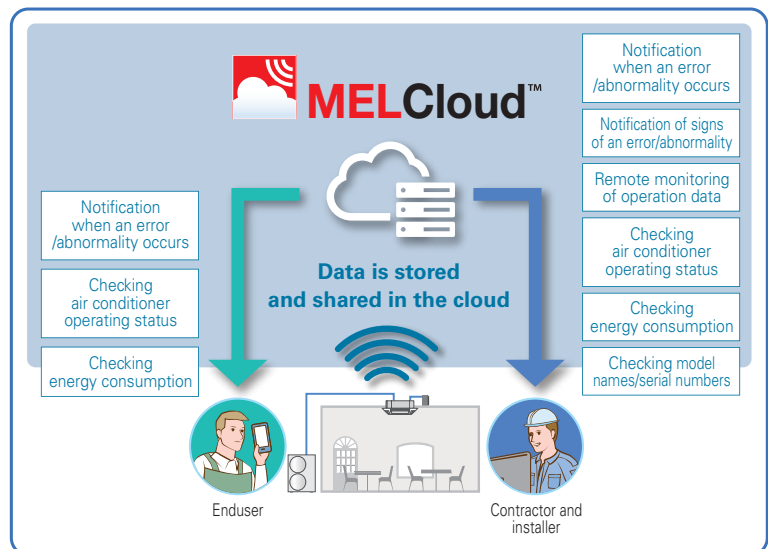 MELCloud™
Notification
when an error
/abnormality occurs
Checking
air conditioner
operating status
Checking
energy consumption
Data is stored
and shared in the cloud
Notification
when an error
/abnormality occurs
Notification of signs
of an error/abnormality
Remote monitoring
of operation data
Checking
air conditioner
operating status
Checking
energy consumption
Checking model
names/serial numbers
Enduser
Contractor and
installer